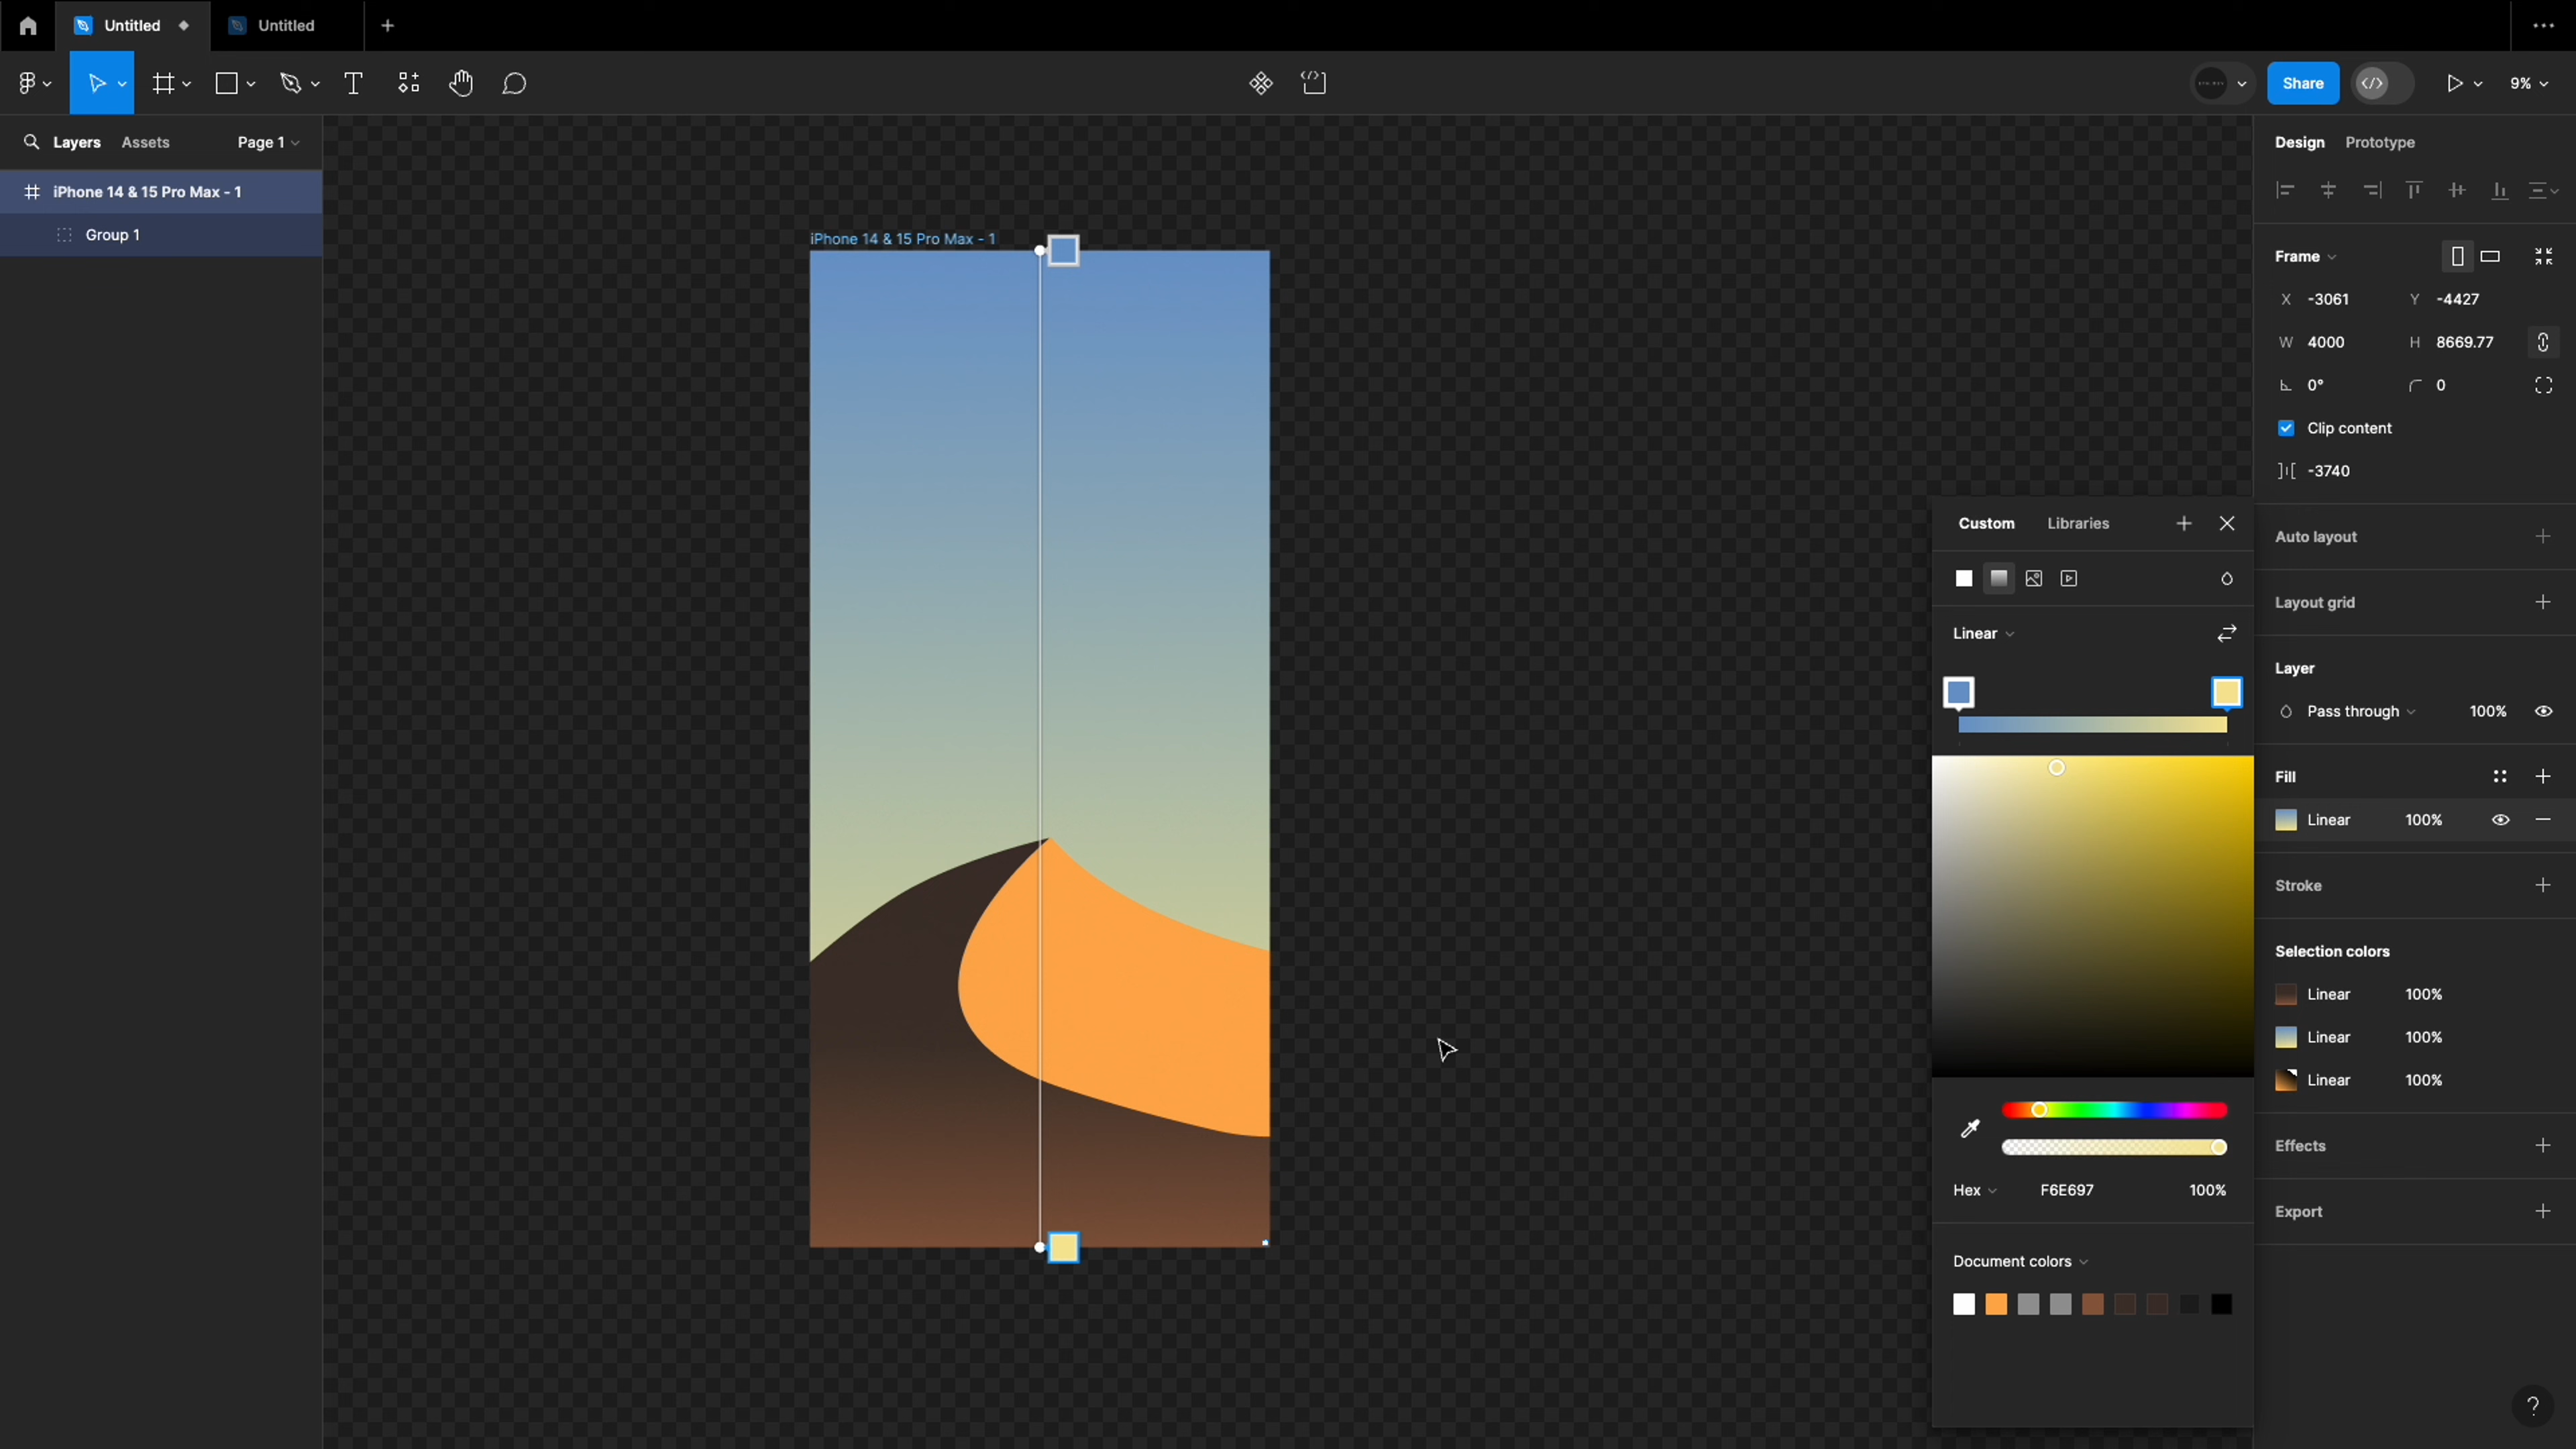 Untitled
Untitled
Share
9%
Layers
Assets
Page 1
iPhone 14 & 15 Pro Max - 1
Group 1
iPhone 14 & 15 Pro Max - 1
Design
Prototype
Frame
X -3061
Y -4427
W 4000
H 8669.77
0°
0
Clip content
-3740
Auto layout
Layout grid
Layer
Pass through
100%
Fill
Linear 100%
Stroke
Selection colors
Linear 100%
Linear 100%
Linear 100%
Effects
Export
Custom
Libraries
Linear
Hex
F6E697
100%
Document colors
?